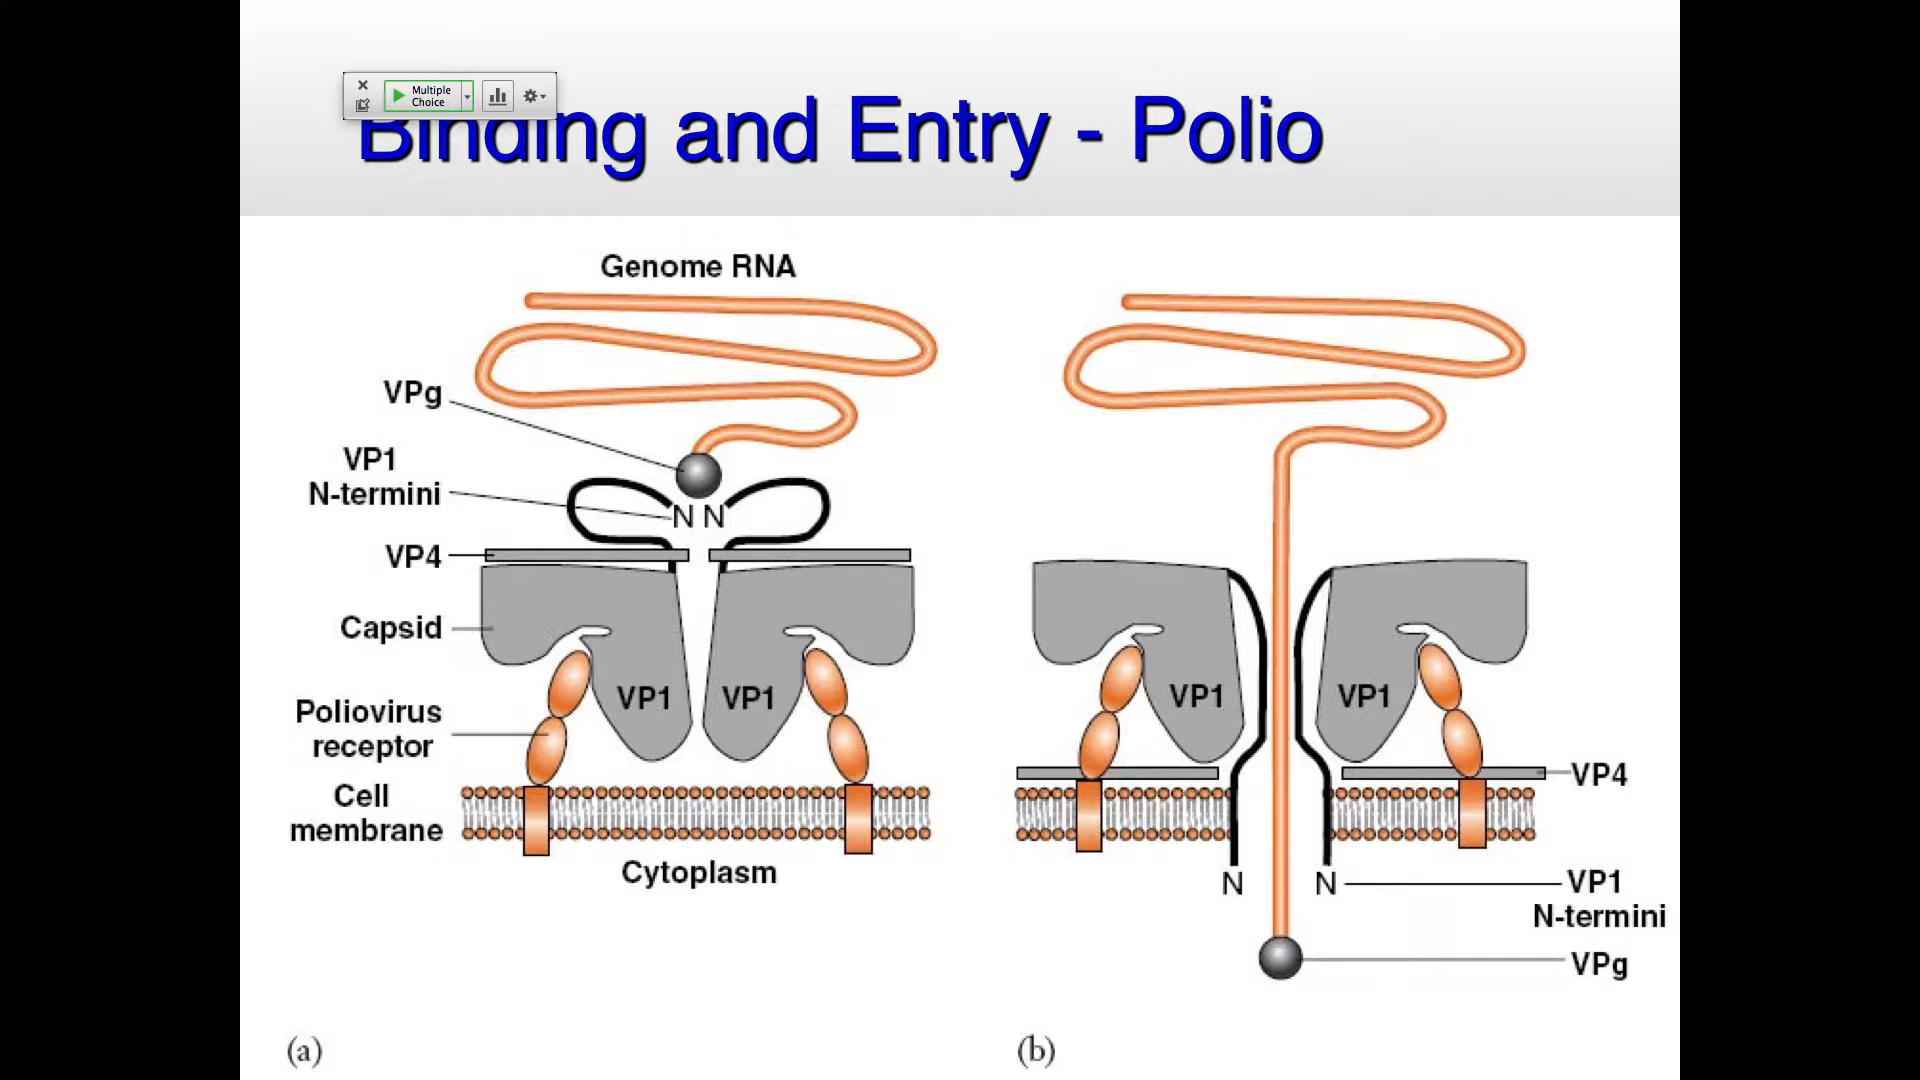 Multiple
Choice
Binding and Entry - Polio
Genome RNA
VPg
VP1
N-termini
N N
VP4
Capsid
VP1 VP1
Poliovirus
receptor
Cell
membrane
Cytoplasm
(a)
VP1 VP1
VP4
N N
VP1
N-termini
VPg
(b)